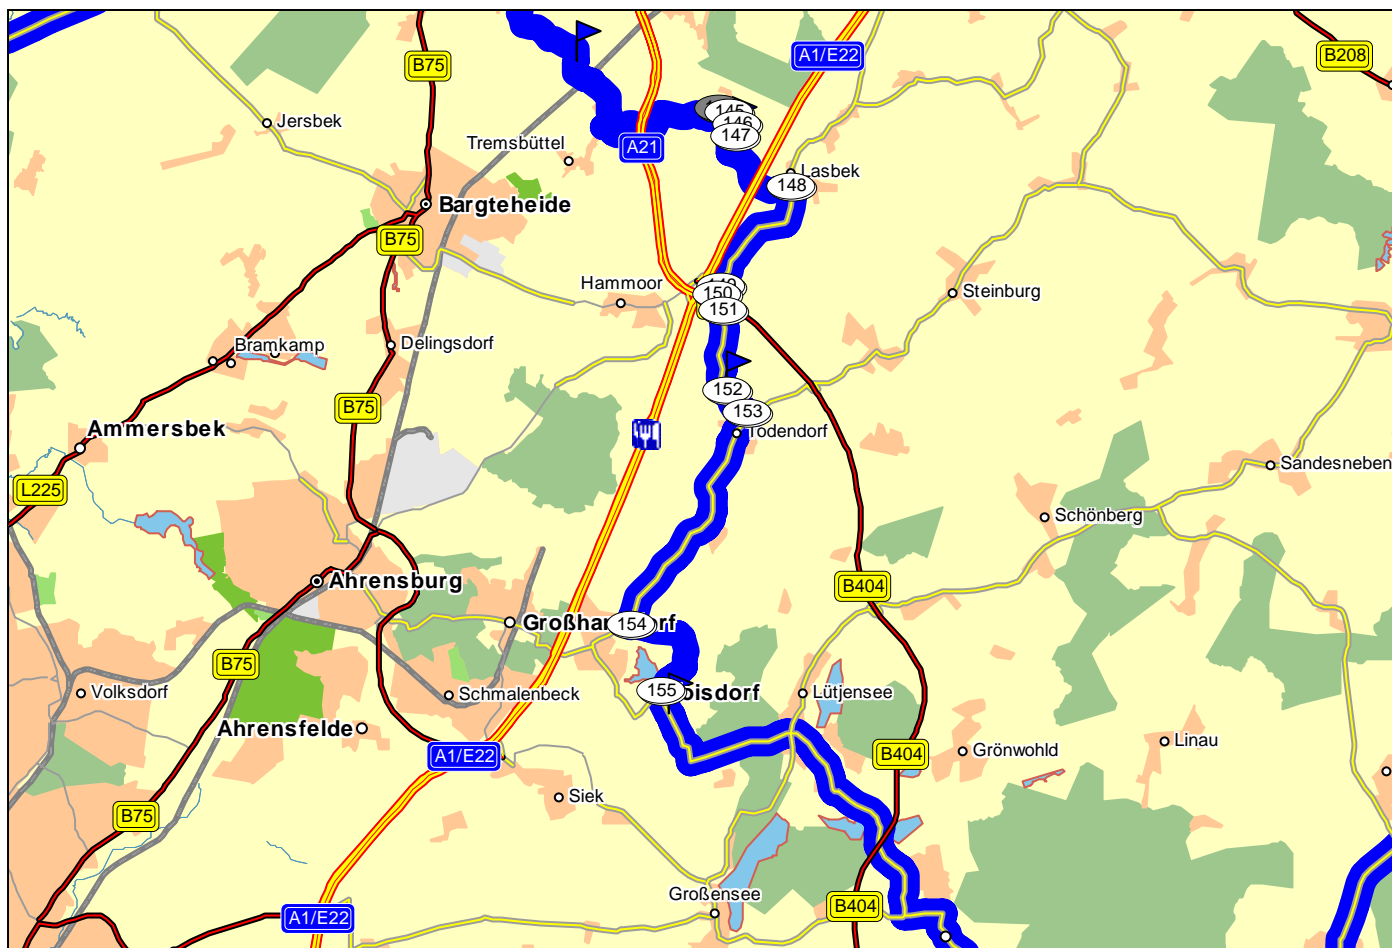 A1/E22
B208
B75
Jersbek
145
146
147
Tremsbüttel
A21
Lasbek
148
Bargteheide
B75
Hammoor
150
151
Steinburg
Bramkamp
Delingsdorf
152
B75
153
Todendorf
Ammersbek
Sandesneben
L225
Schönberg
Ahrensburg
B404
154
B75
Volksdorf
Schmalenbeck
155
Lütjensee
Ahrensfelde
Grönwohld
Linau
A1/E22
B404
Siek
B75
Großensee
B404
A1/E22